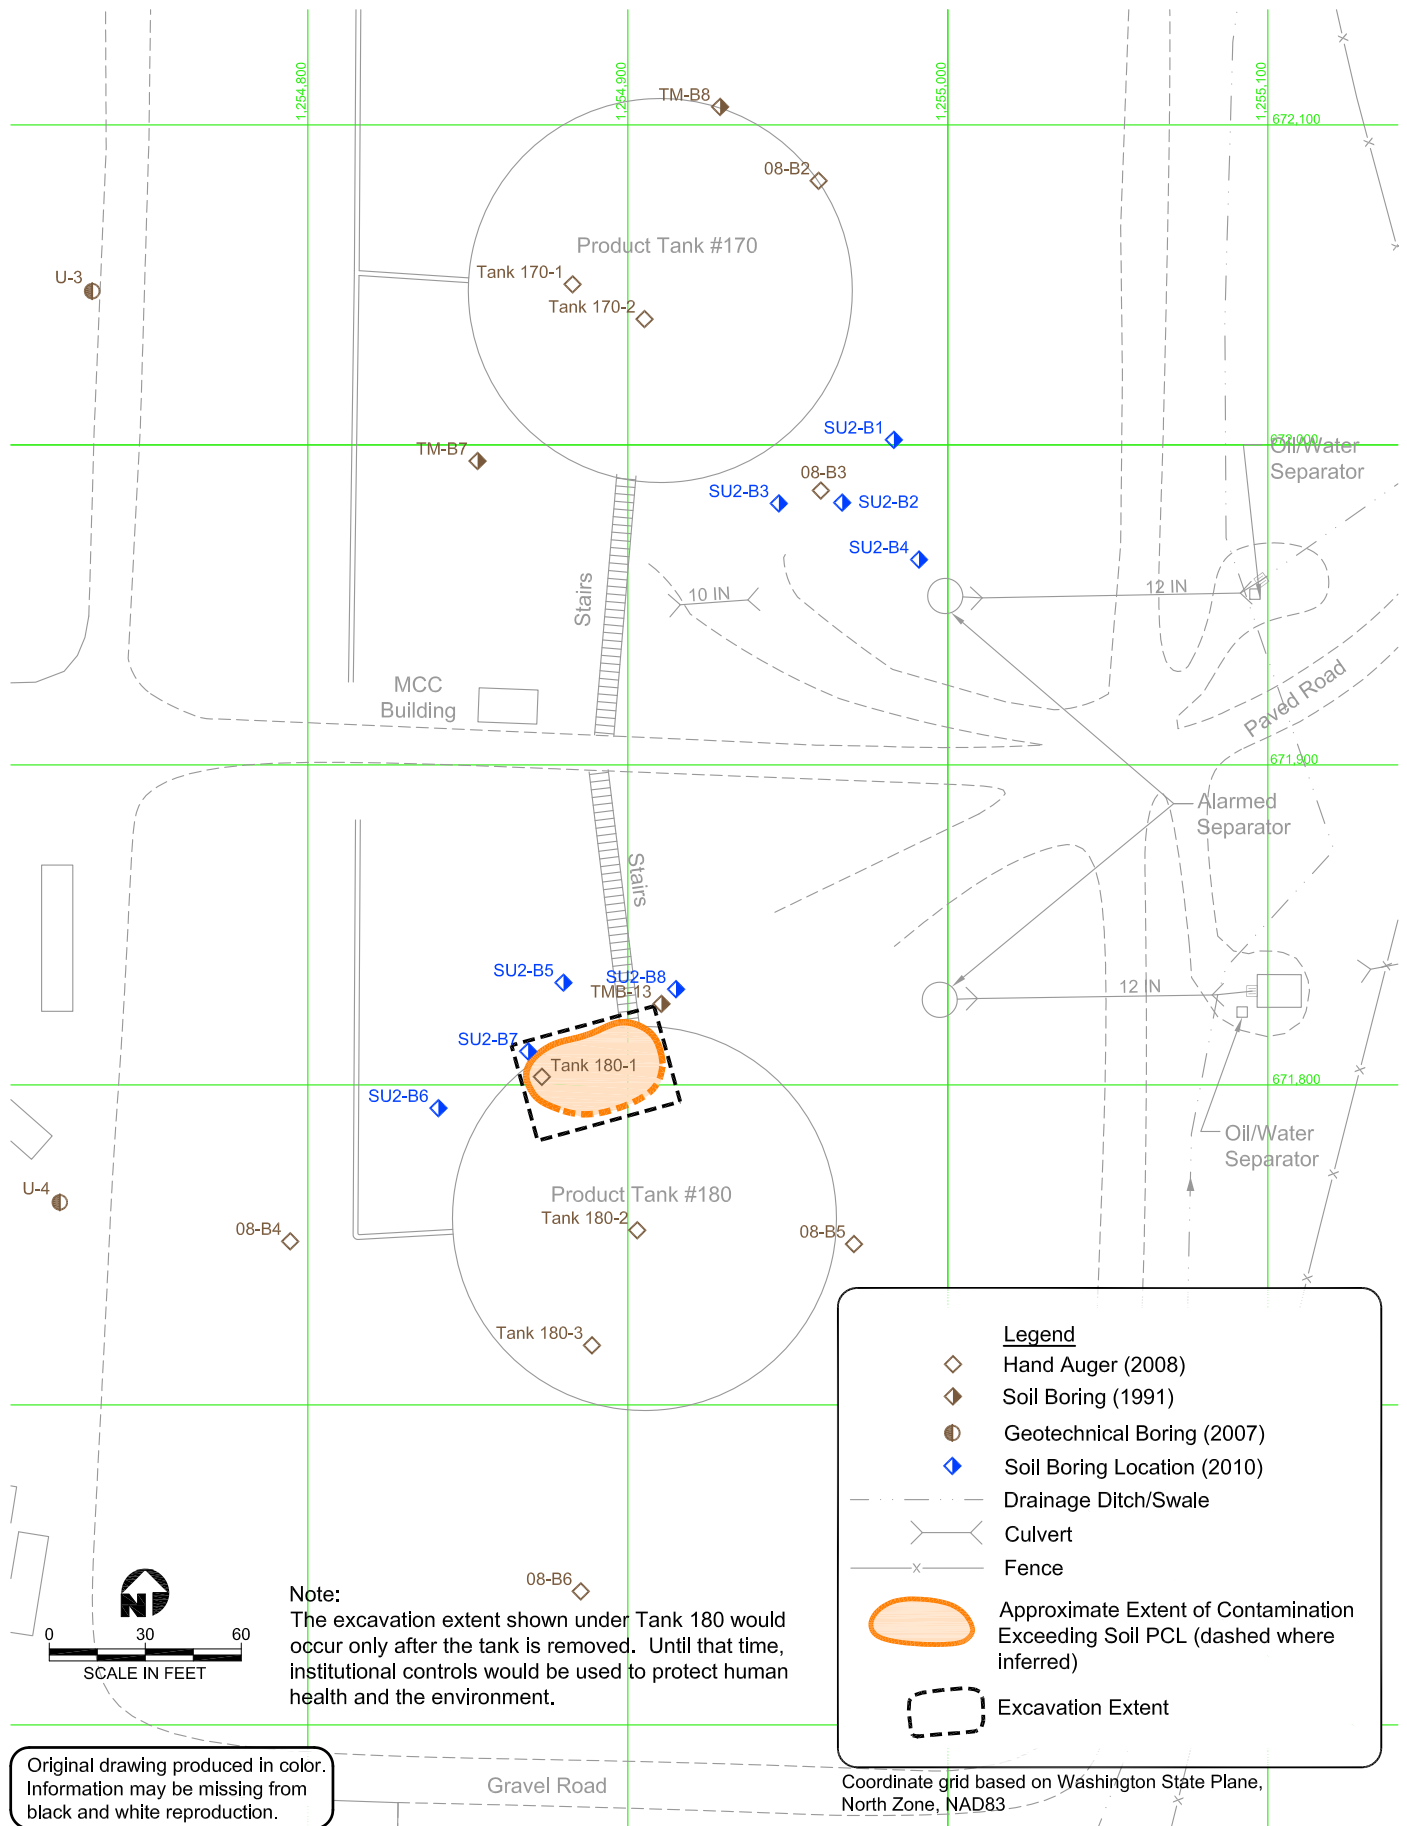 1,254,800
1,254,900
1,255,000
1,255,100
672,100
TM-B8
08-B2
Product Tank #170
Tank 170-1
Tank 170-2
U-3
SU2-B1
672,000
Oil/Water
Separator
TM-B7
08-B3
SU2-B3
SU2-B2
SU2-B4
Stairs
10 IN
12 IN
MCC
Building
Paved Road
671,900
Alarmed
Separator
Stairs
SU2-B5
SU2-B8
TMB-13
12 IN
SU2-B7
Tank 180-1
SU2-B6
671,800
Oil/Water
Separator
U-4
Product Tank #180
Tank 180-2
08-B4
08-B5
Tank 180-3
08-B6
Legend
Hand Auger (2008)
Soil Boring (1991)
Geotechnical Boring (2007)
Soil Boring Location (2010)
Drainage Ditch/Swale
Culvert
Fence
x
Approximate Extent of Contamination
Exceeding Soil PCL (dashed where
inferred)
Excavation Extent
N
0 30 60
SCALE IN FEET
Note:
The excavation extent shown under Tank 180 would
occur only after the tank is removed. Until that time,
institutional controls would be used to protect human
health and the environment.
Original drawing produced in color.
Information may be missing from
black and white reproduction.
Gravel Road
Coordinate grid based on Washington State Plane,
North Zone, NAD83